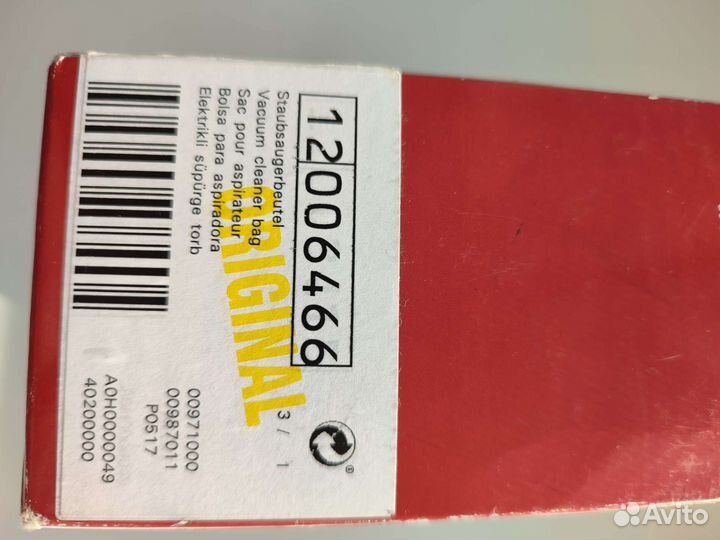 12006466
Staubsaugerbeutel
Vacuum cleaner bag
Sac pour aspirateur
Bolsa para aspiradora
Elektrikli süpürge torb
ORIGINAL
3 / 1
®
00971000
00987011
P0517
A0H0000049
40200000
Avito